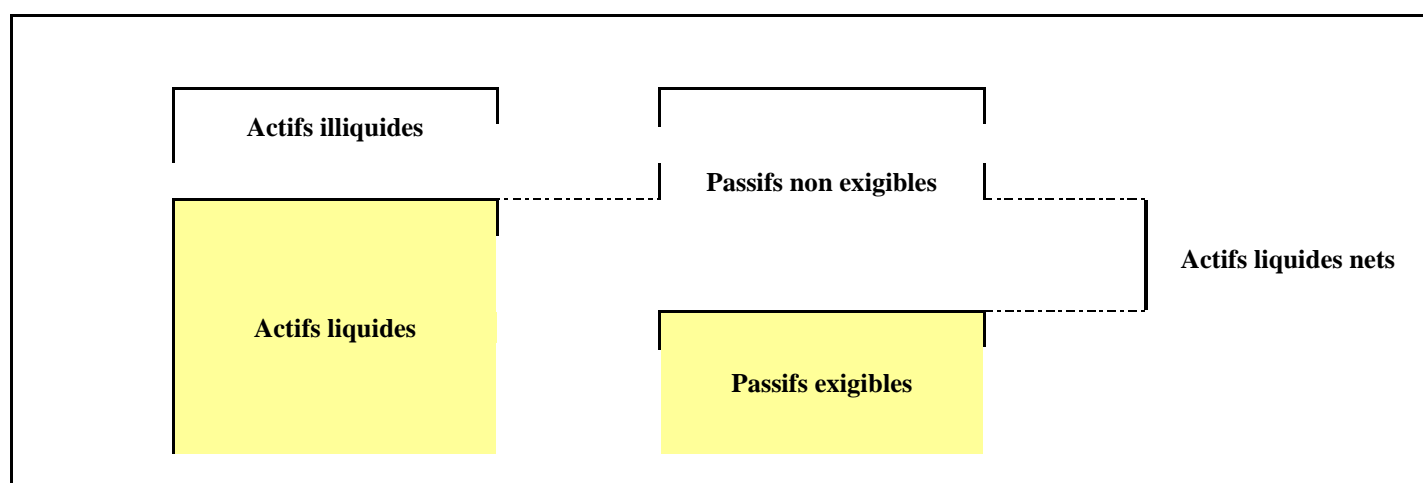 Actifs illiquides
Passifs non exigibles
Actifs liquides nets
Actifs liquides
Passifs exigibles